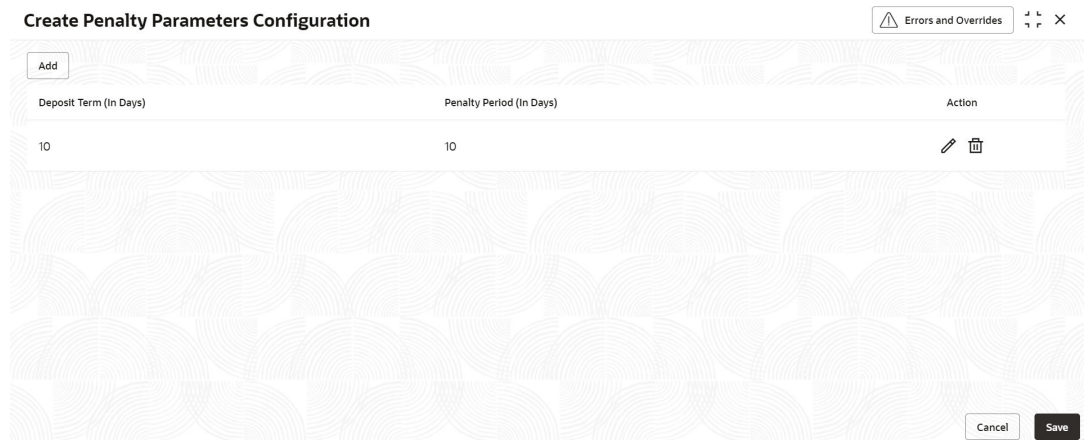 Create Penalty Parameters Configuration
Errors and Overrides
Add
Deposit Term (In Days) Penalty Period (In Days) Action
10 10
Cancel Save